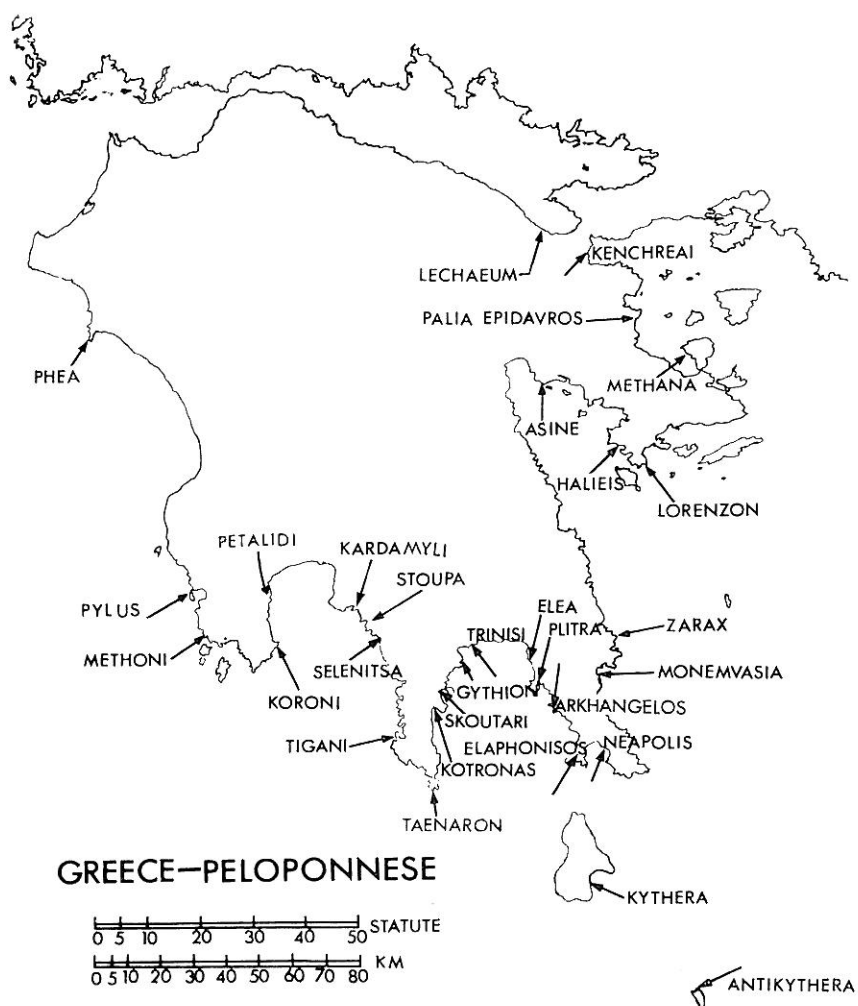 LECHAEUM
KENCHREAI
PALIA EPIDAVROS
PHEA
METHANA
ASINE
HALIEIS
LORENZON
PETALIDI
KARDAMYLI
STOUPA
PYLUS
ELEA
TRINISI
PLITRA
ZARAX
METHONI
SELENITSA
MONEMVASIA
KORONI
GYTHION
ARKHANGELOS
SKOUTARI
TIGANI
ELAPHONISOS
NEAPOLIS
KOTRONAS
TAENARON
GREECE—PELOPONNESE
KYTHERA
STATUTE
0 5 10 20 30 40 50
KM
0 5 10 20 30 40 50 60 70 80
ANTIKYTHERA